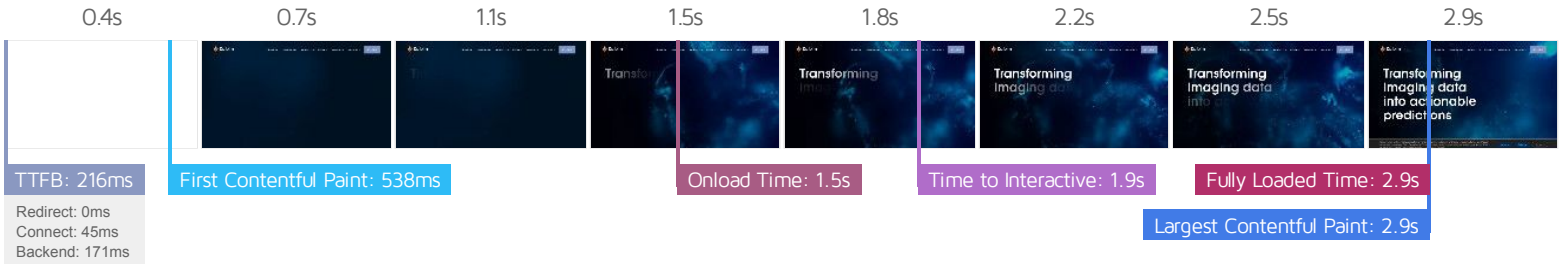 0.4s 0.7s 1.1s 1.5s 1.8s 2.2s 2.5s 2.9s
Transfor
Transforming
Transforming
imaging da
Transforming
imaging data
into
Transforming
imaging data
into actionable
predictions
TTFB: 216ms
First Contentful Paint: 538ms
Onload Time: 1.5s
Time to Interactive: 1.9s
Fully Loaded Time: 2.9s
Largest Contentful Paint: 2.9s
Redirect: 0ms
Connect: 45ms
Backend: 171ms